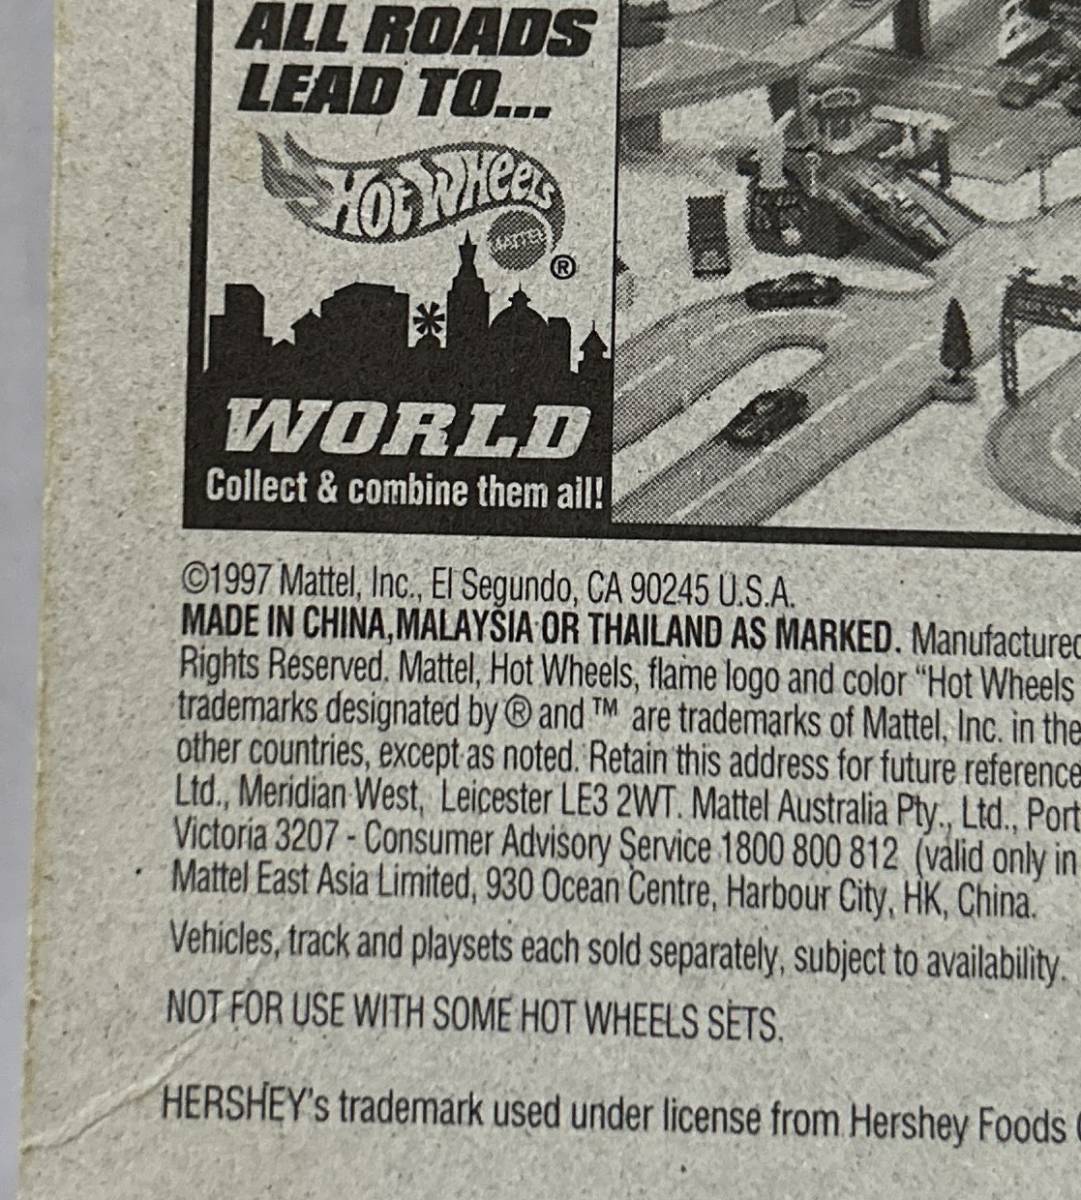 ALL ROADS
LEAD TO...
HOT WHEELS
MATTEL
®
WORLD
Collect & combine them all!
©1997 Mattel, Inc., El Segundo, CA 90245 U.S.A.
MADE IN CHINA, MALAYSIA OR THAILAND AS MARKED. Manufactured
Rights Reserved. Mattel, Hot Wheels, flame logo and color “Hot Wheels
trademarks designated by ® and ™ are trademarks of Mattel, Inc. in the
other countries, except as noted. Retain this address for future reference
Ltd., Meridian West, Leicester LE3 2WT. Mattel Australia Pty., Ltd., Port
Victoria 3207 - Consumer Advisory Service 1800 800 812 (valid only in
Mattel East Asia Limited, 930 Ocean Centre, Harbour City, HK, China.
Vehicles, track and playsets each sold separately, subject to availability.
NOT FOR USE WITH SOME HOT WHEELS SETS.
HERSHEY's trademark used under license from Hershey Foods